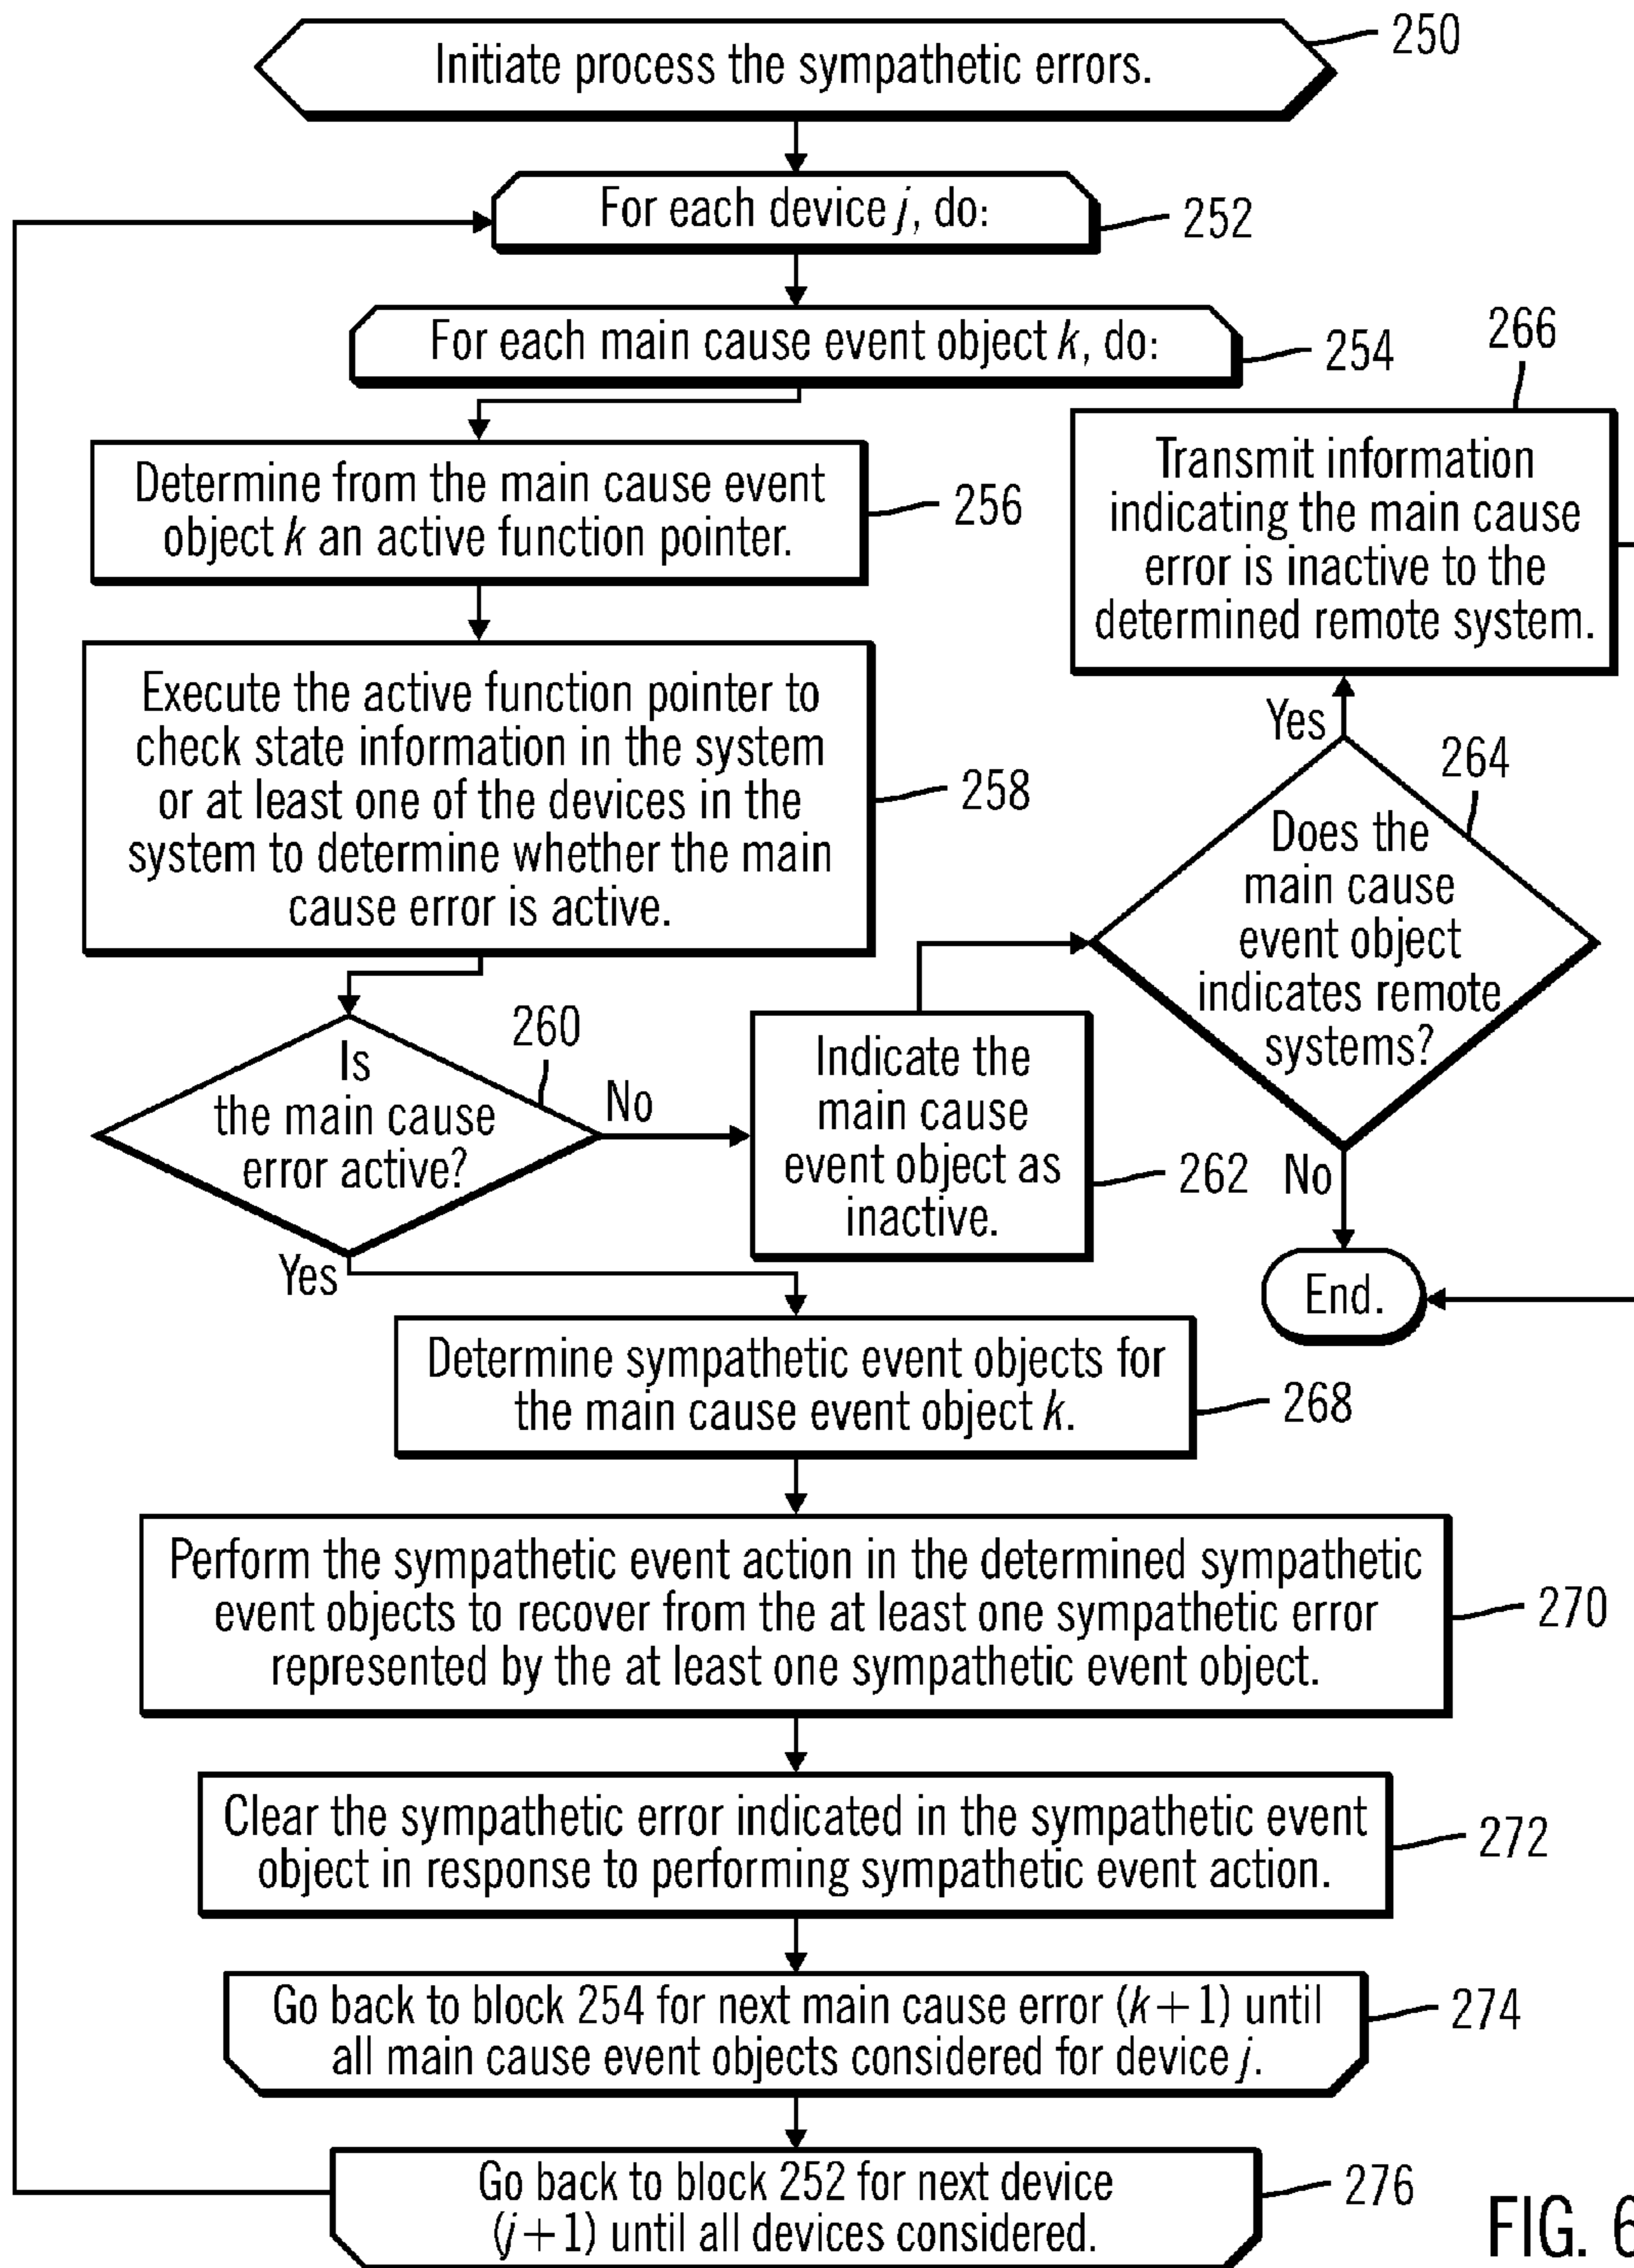 Initiate process the sympathetic errors.
250
For each device j, do:
252
For each main cause event object k, do:
254
Determine from the main cause event
object k an active function pointer.
256
Execute the active function pointer to
check state information in the system
or at least one of the devices in the
system to determine whether the main
cause error is active.
258
Is
the main cause
error active?
260
No
Yes
Indicate the
main cause
event object as
inactive.
262
Does the
main cause
event object
indicates remote
systems?
264
Yes
No
Transmit information
indicating the main cause
error is inactive to the
determined remote system.
266
End.
Determine sympathetic event objects for
the main cause event object k.
268
Perform the sympathetic event action in the determined sympathetic
event objects to recover from the at least one sympathetic error
represented by the at least one sympathetic event object.
270
Clear the sympathetic error indicated in the sympathetic event
object in response to performing sympathetic event action.
272
Go back to block 254 for next main cause error (k+1) until
all main cause event objects considered for device j.
274
Go back to block 252 for next device
(j+1) until all devices considered.
276
FIG. 6